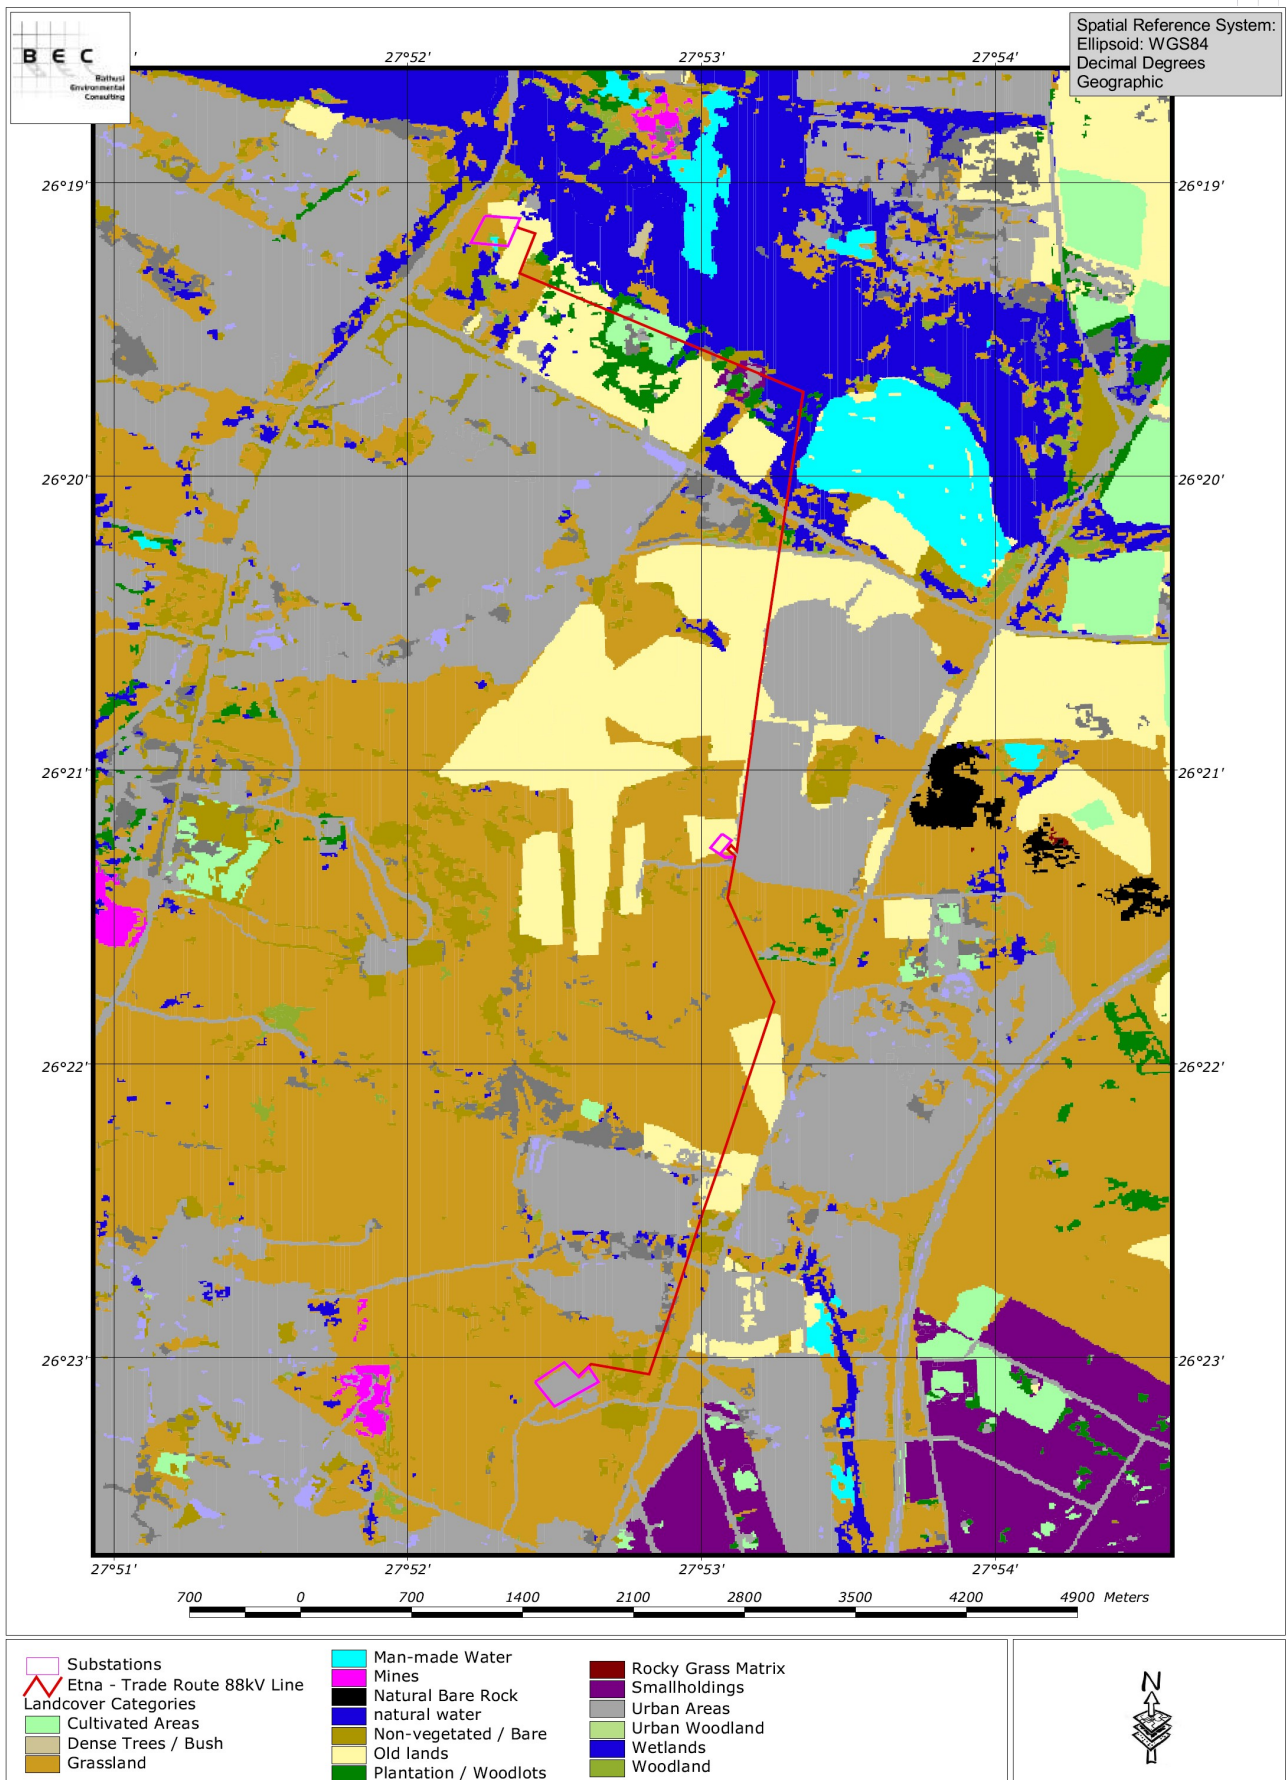 B E C
Bathusi
Environmental
Consulting
Spatial Reference System:
Ellipsoid: WGS84
Decimal Degrees
Geographic
27°52'
27°53'
27°54'
26°19'
26°19'
26°20'
26°20'
26°21'
26°21'
26°22'
26°22'
26°23'
26°23'
27°51'
27°52'
27°53'
27°54'
700 0 700 1400 2100 2800 3500 4200 4900 Meters
Substations
Etna - Trade Route 88kV Line
Landcover Categories
Cultivated Areas
Dense Trees / Bush
Grassland
Man-made Water
Mines
Natural Bare Rock
natural water
Non-vegetated / Bare
Old lands
Plantation / Woodlots
Rocky Grass Matrix
Smallholdings
Urban Areas
Urban Woodland
Wetlands
Woodland
N